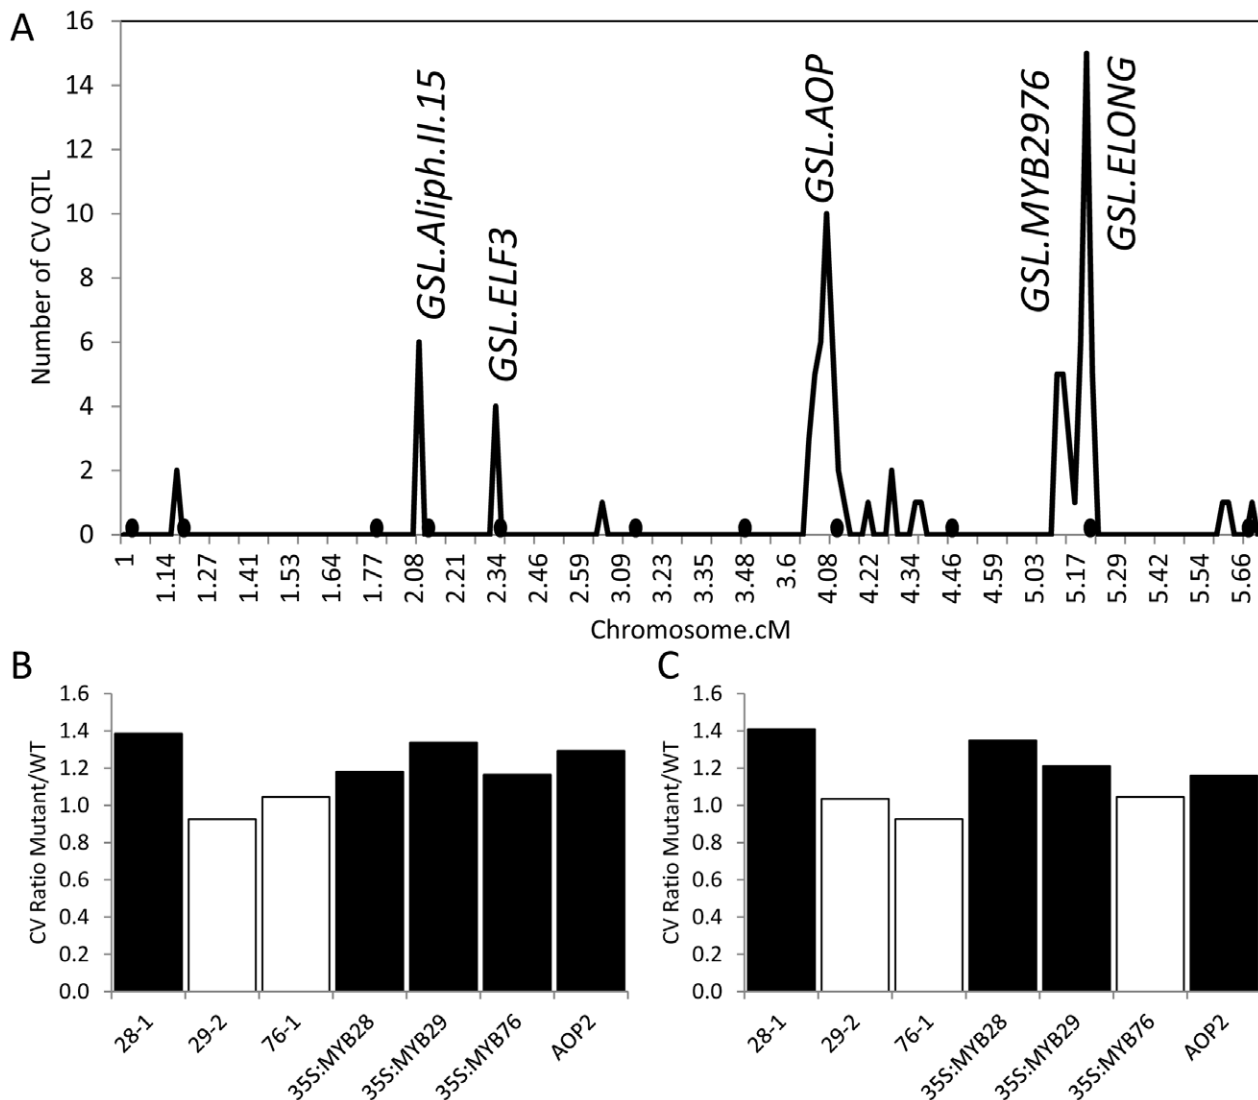 A
16
14
12
10
8
6
4
2
0
Number of CV QTL
GSL.Aliph.II.15
GSL.ELF3
GSL.AOP
GSL.MYB2976
GSL.ELONG
1 1.14 1.27 1.41 1.53 1.64 1.77 2.08 2.21 2.34 2.46 2.59 3.09 3.23 3.35 3.48 3.6 4.08 4.22 4.34 4.46 4.59 5.03 5.17 5.29 5.42 5.54 5.66
Chromosome.cM
B
1.6
1.4
1.2
1.0
0.8
0.6
0.4
0.2
0.0
CV Ratio Mutant/WT
28-1 29-2 76-1 35S:MYB28 35S:MYB29 35S:MYB76 AOP2
C
1.6
1.4
1.2
1.0
0.8
0.6
0.4
0.2
0.0
CV Ratio Mutant/WT
28-1 29-2 76-1 35S:MYB28 35S:MYB29 35S:MYB76 AOP2